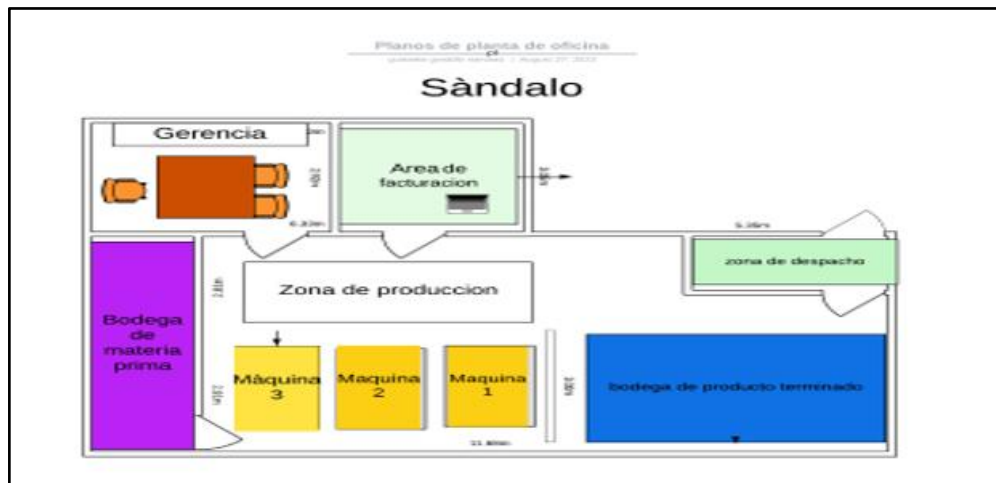 Planos de planta de oficina
Sàndalo
Gerencia
Area de
facturacion
zona de despacho
Zona de produccion
Bodega
de
materia
prima
Màquina
3
Maquina
2
Maquina
1
bodega de producto terminado